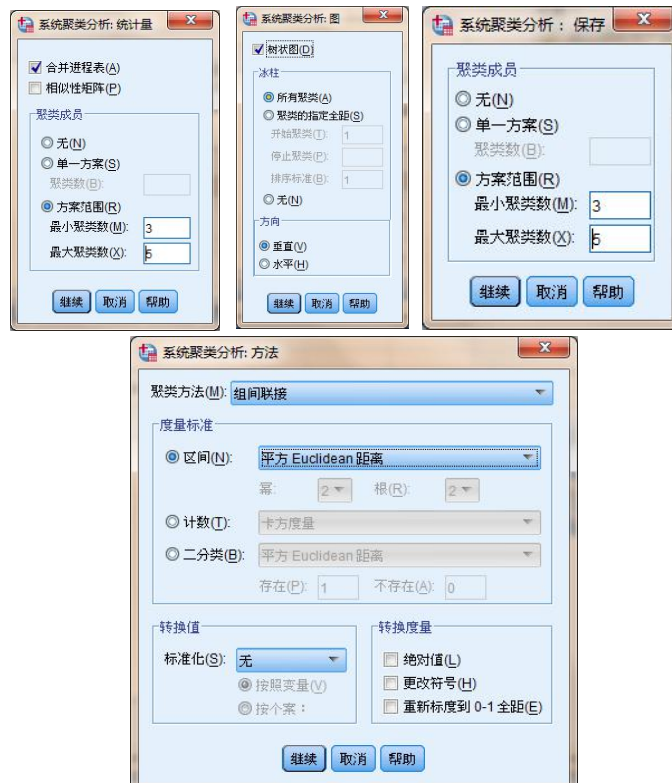 系统聚类分析: 统计量
合并进程表(A)
相似性矩阵(P)
聚类成员
无(N)
单一方案(S)
聚类数(B):
方案范围(R)
最小聚类数(M): 3
最大聚类数(X): 5
继续 取消 帮助
系统聚类分析: 图
树状图(D)
冰柱
所有聚类(A)
聚类的指定全距(S)
开始聚类(T): 1
停止聚类(P):
排序标准(B): 1
无(N)
方向
垂直(V)
水平(H)
继续 取消 帮助
系统聚类分析： 保存
聚类成员
无(N)
单一方案(S)
聚类数(B):
方案范围(R)
最小聚类数(M): 3
最大聚类数(X): 5
继续 取消 帮助
系统聚类分析: 方法
聚类方法(M): 组间联接
度量标准
区间(N): 平方 Euclidean 距离
幂: 2 根(R): 2
计数(T): 卡方度量
二分类(B): 平方 Euclidean 距离
存在(P): 1 不存在(A): 0
转换值
标准化(S): 无
按照变量(V)
按个案：
转换度量
绝对值(L)
更改符号(H)
重新标度到 0-1 全距(E)
继续 取消 帮助